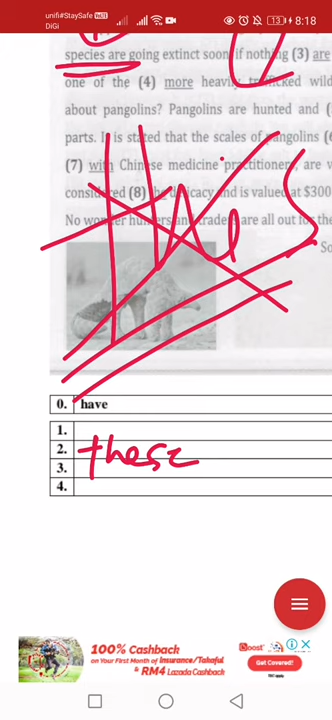 unifi#StaySafe
DiGi
13 8:18
species are going extinct soon if nothing (3) are
one of the (4) more heavily trafficked wild
about pangolins? Pangolins are hunted and
parts. It is stated that the scales of pangolins (6
(7) with Chinese medicine practitioners, are v
considered (8) delicacy and is valued at $300
No wonder hunters and traders are all out for the
So
0. have
1.
2. these
3.
4.
100% Cashback
on Your First Month of Insurance/Takaful
& RM4 Lazada Cashback
Boost
Get Covered!